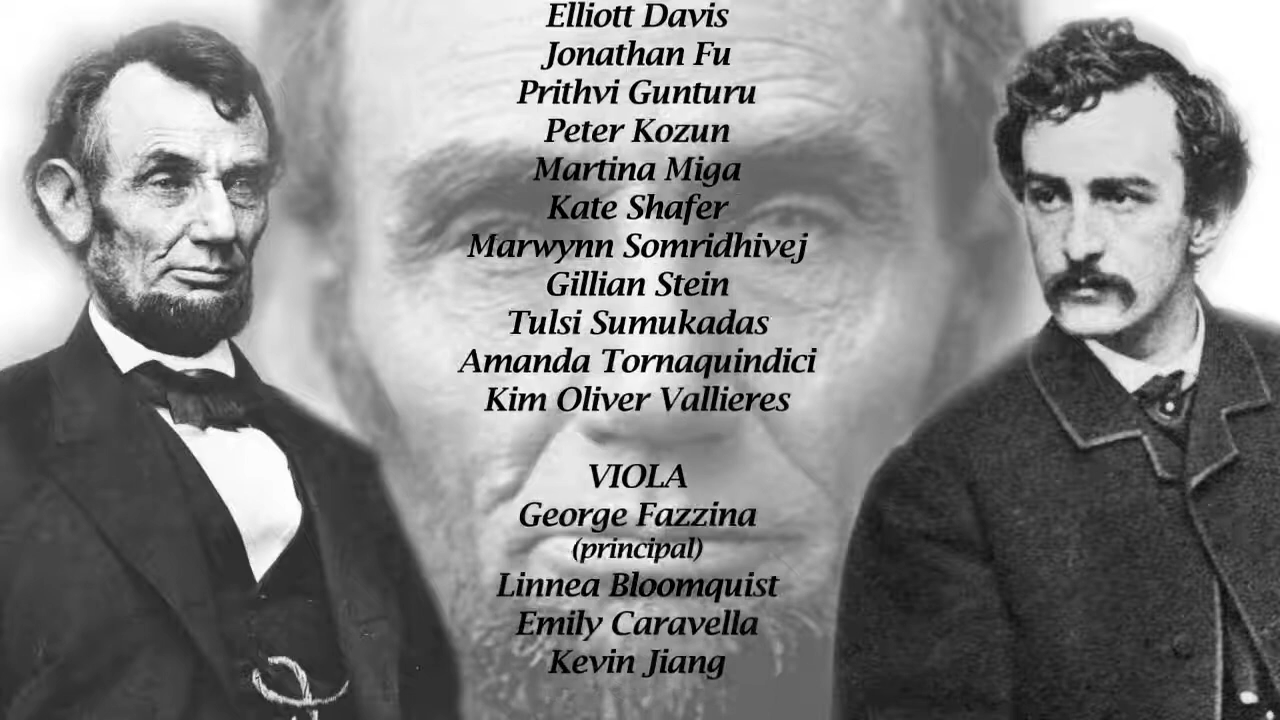 Elliott Davis
Jonathan Fu
Prithvi Gunturu
Peter Kozun
Martina Miga
Kate Shafer
Marwynn Somridhivej
Gillian Stein
Tulsi Sumukadas
Amanda Tornaquindici
Kim Oliver Vallieres
VIOLA
George Fazzina
(principal)
Linnea Bloomquist
Emily Caravella
Kevin Jiang